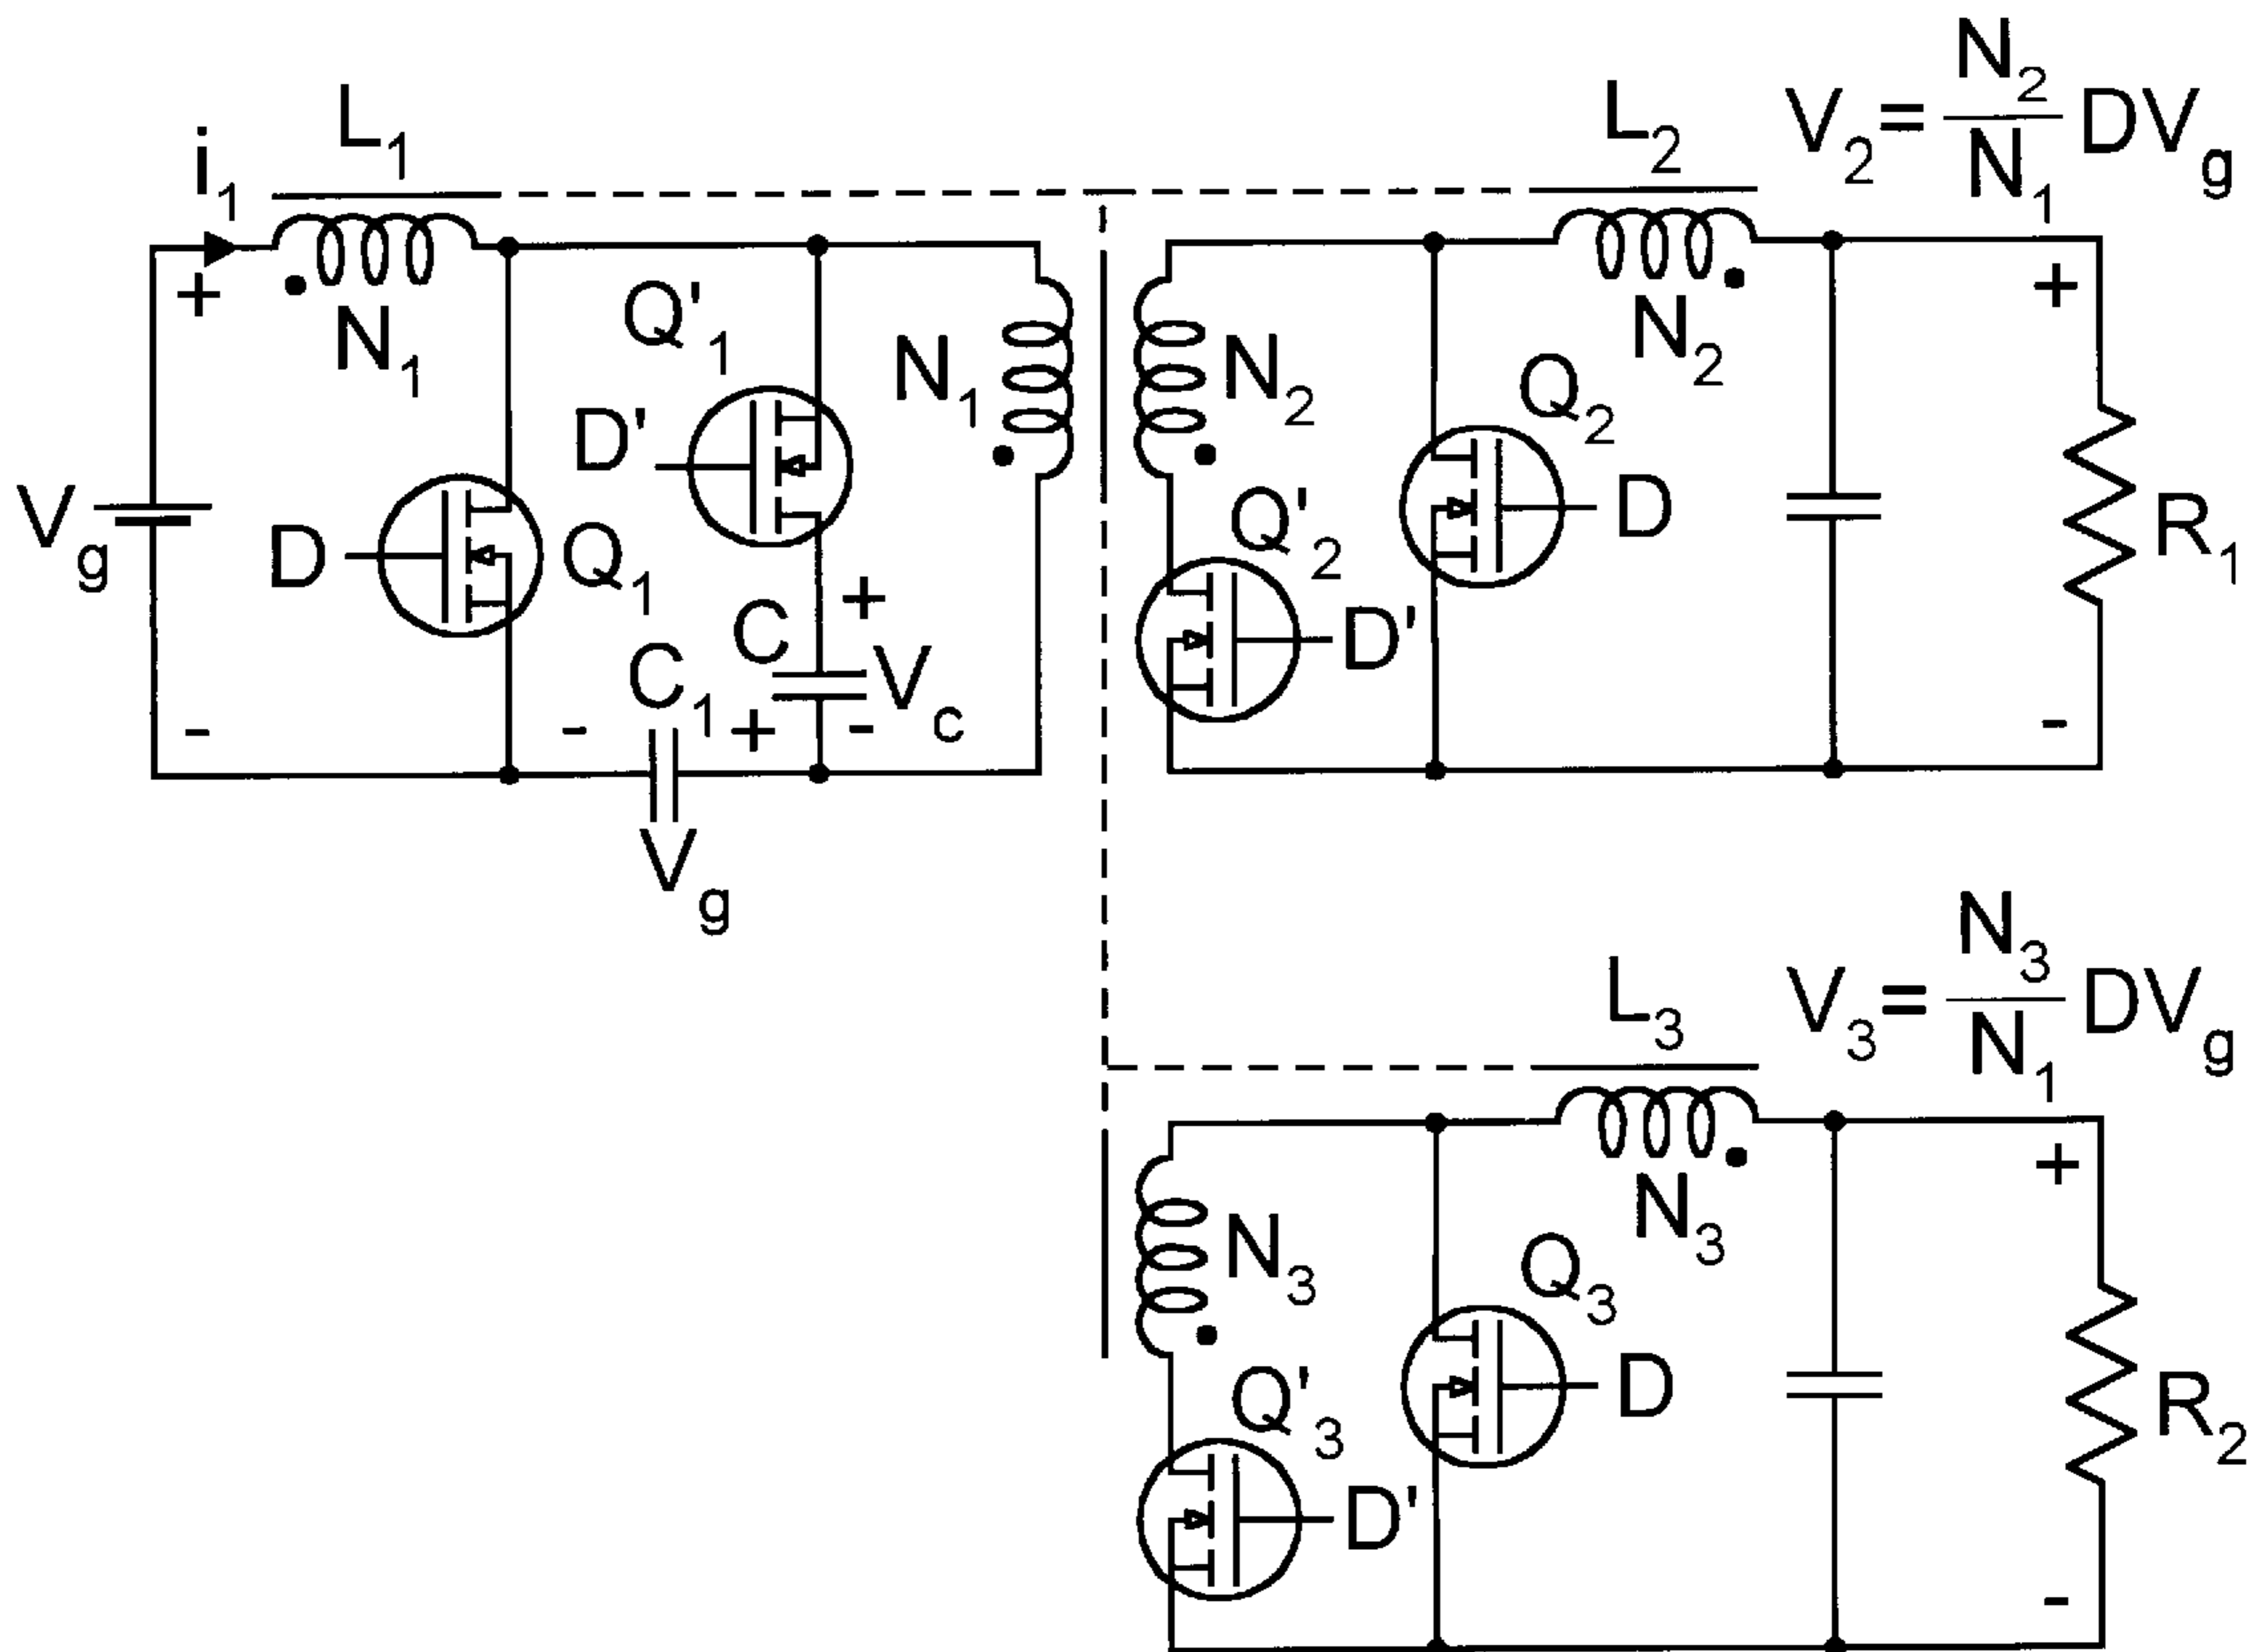 i1
L1
L2
V2 = N2/N1 DVg
+
N1
Q'1
N1
N2
N2
+
Q2
D'
D
Q1
Vg
Q'2
D
R1
D'
C
+
Vc
C1
-
-
+
-
-
Vg
L3
V3 = N3/N1 DVg
N3
N3
+
Q3
Q'3
D
R2
D'
-